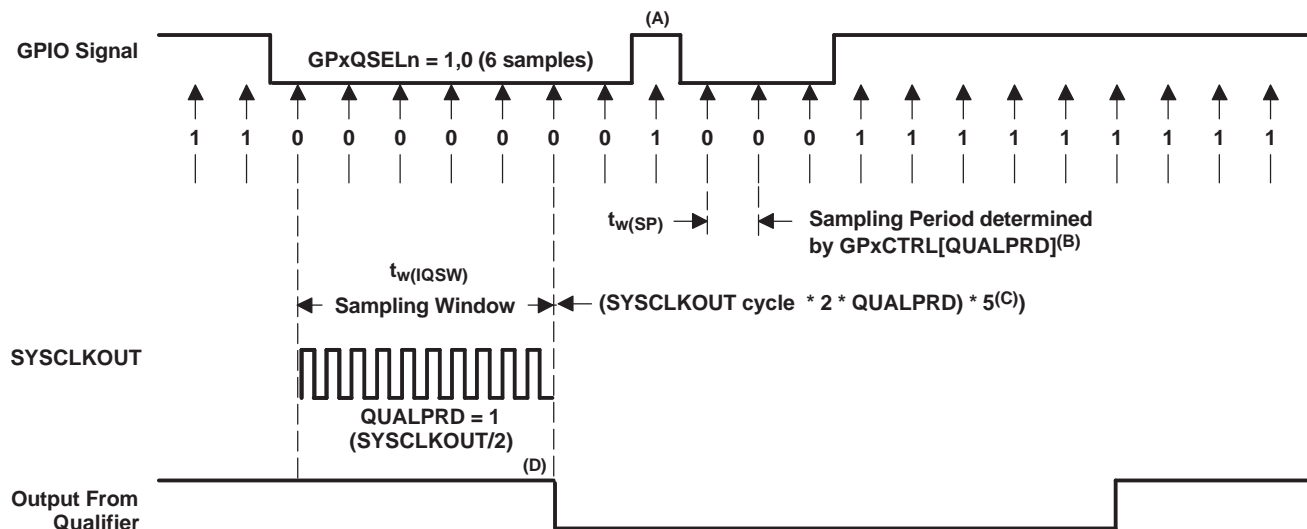 (A)
GPIO Signal
GPxQSELn = 1,0 (6 samples)
1 1 0 0 0 0 0 0 0 1 0 0 0 1 1 1 1 1 1 1 1 1
tw(SP)
Sampling Period determined
by GPxCTRL[QUALPRD](B)
tw(IQSW)
Sampling Window
(SYSCLKOUT cycle * 2 * QUALPRD) * 5(C))
SYSCLKOUT
QUALPRD = 1
(SYSCLKOUT/2)
(D)
Output From
Qualifier